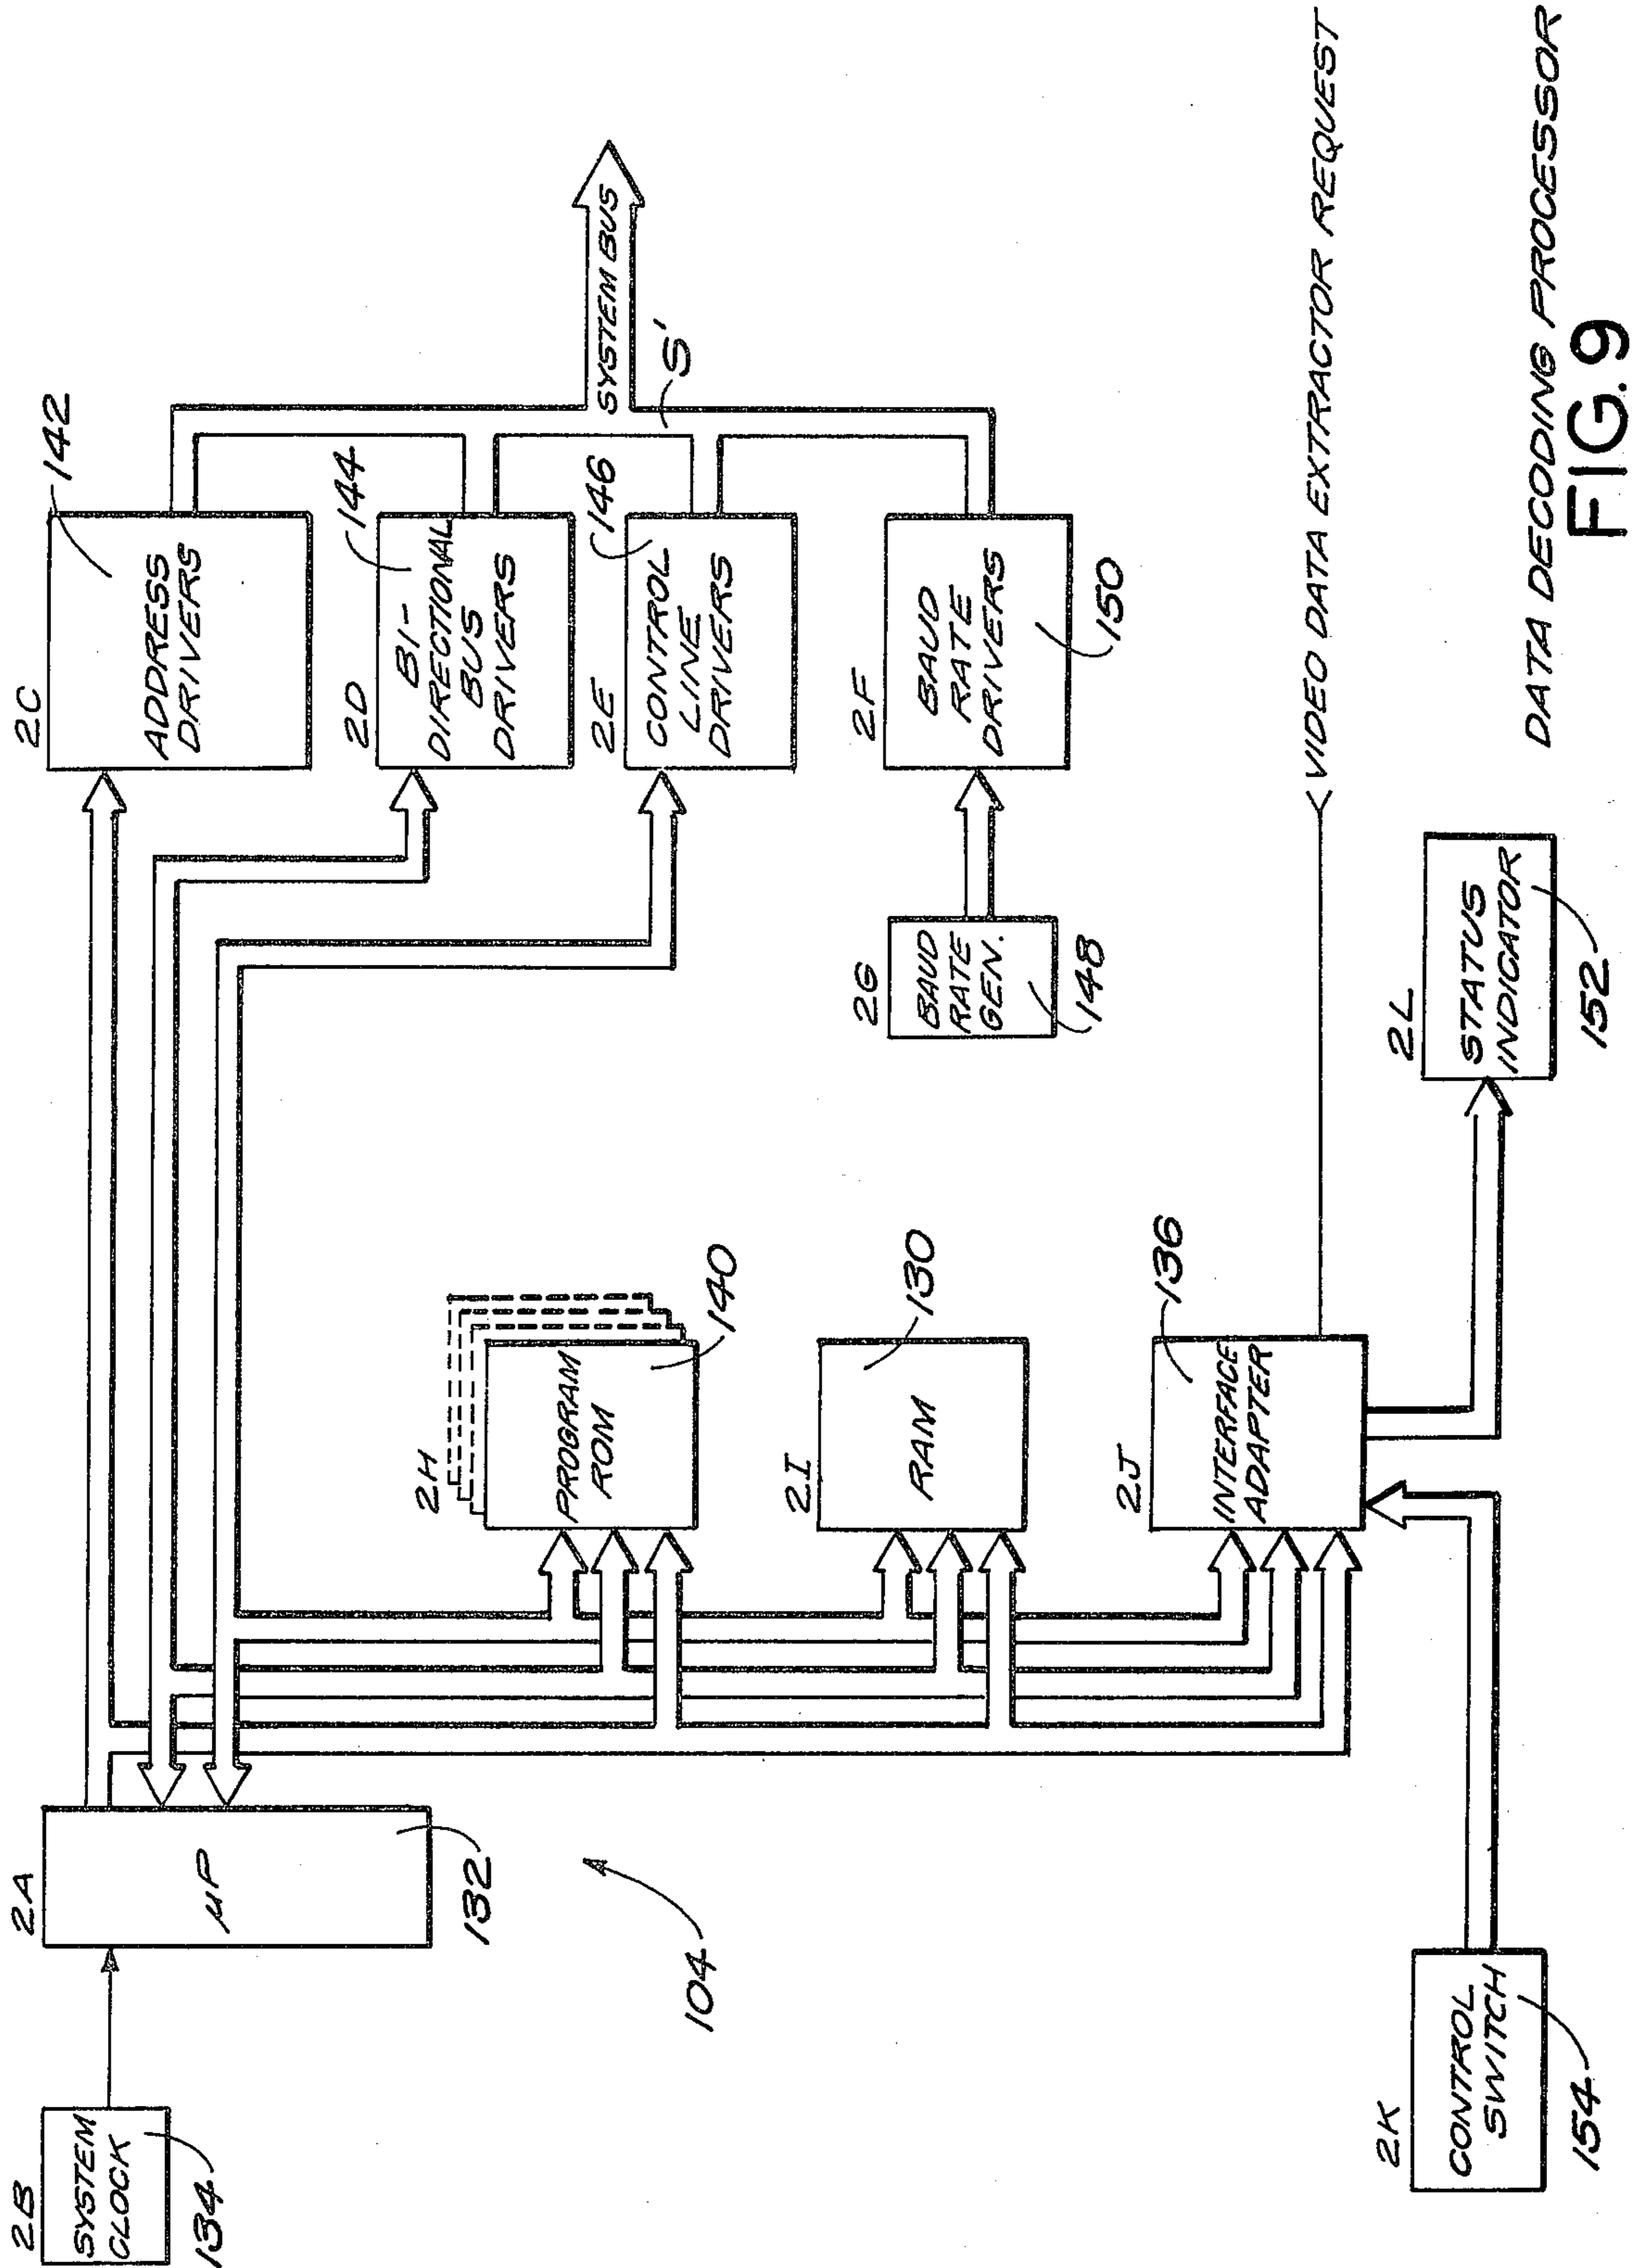 2B
SYSTEM
CLOCK
134
2A
μP
132
104
2C
ADDRESS
DRIVERS
142
2D
BI-
DIRECTIONAL
BUS
DRIVERS
144
2E
CONTROL
LINE
DRIVERS
146
2F
BAUD
RATE
DRIVERS
150
2G
BAUD
RATE
GEN.
148
SYSTEM BUS
S'
2H
PROGRAM
ROM
140
2I
RAM
130
2J
INTERFACE
ADAPTER
136
VIDEO DATA EXTRACTOR REQUEST
2K
CONTROL
SWITCH
154
2L
STATUS
INDICATOR
152
DATA DECODING PROCESSOR
FIG. 9